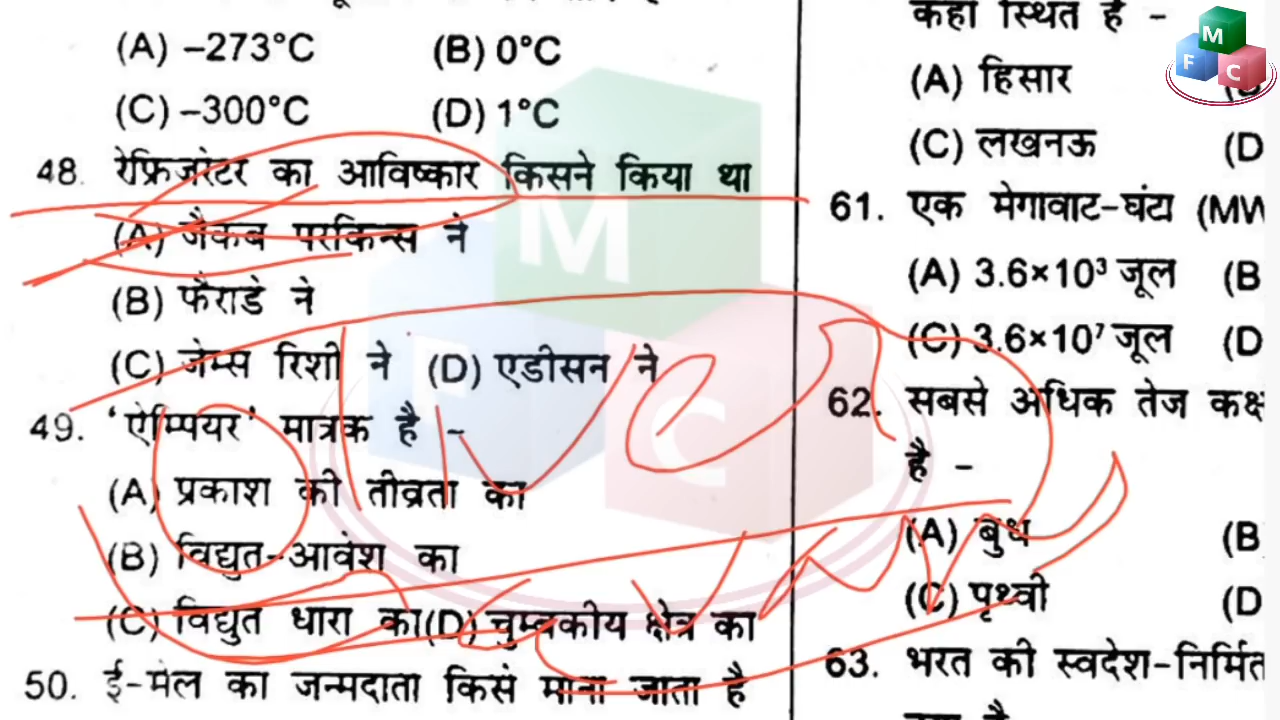 (A) –273°C (B) 0°C
(C) –300°C (D) 1°C
48. रेफ्रिजरेटर का आविष्कार किसने किया था
(A) जैकब परकिन्स ने
(B) फैराडे ने
(C) जेम्स रिशी ने (D) एडीसन ने
49. 'ऐम्पियर' मात्रक है –
(A) प्रकाश की तीव्रता का
(B) विद्युत-आवेश का
(C) विद्युत धारा का(D) चुम्बकीय क्षेत्र का
50. ई-मेल का जन्मदाता किसे माना जाता है
कहाँ स्थित है –
(A) हिसार
(C) लखनऊ (D
61. एक मेगावाट-घंटा (MW
(A) 3.6×10³ जूल (B
(C) 3.6×10⁷ जूल (D
62. सबसे अधिक तेज कक्ष
है –
(A) बुध (B
(C) पृथ्वी (D
63. भरत की स्वदेश-निर्मित
M
F C
M
F C